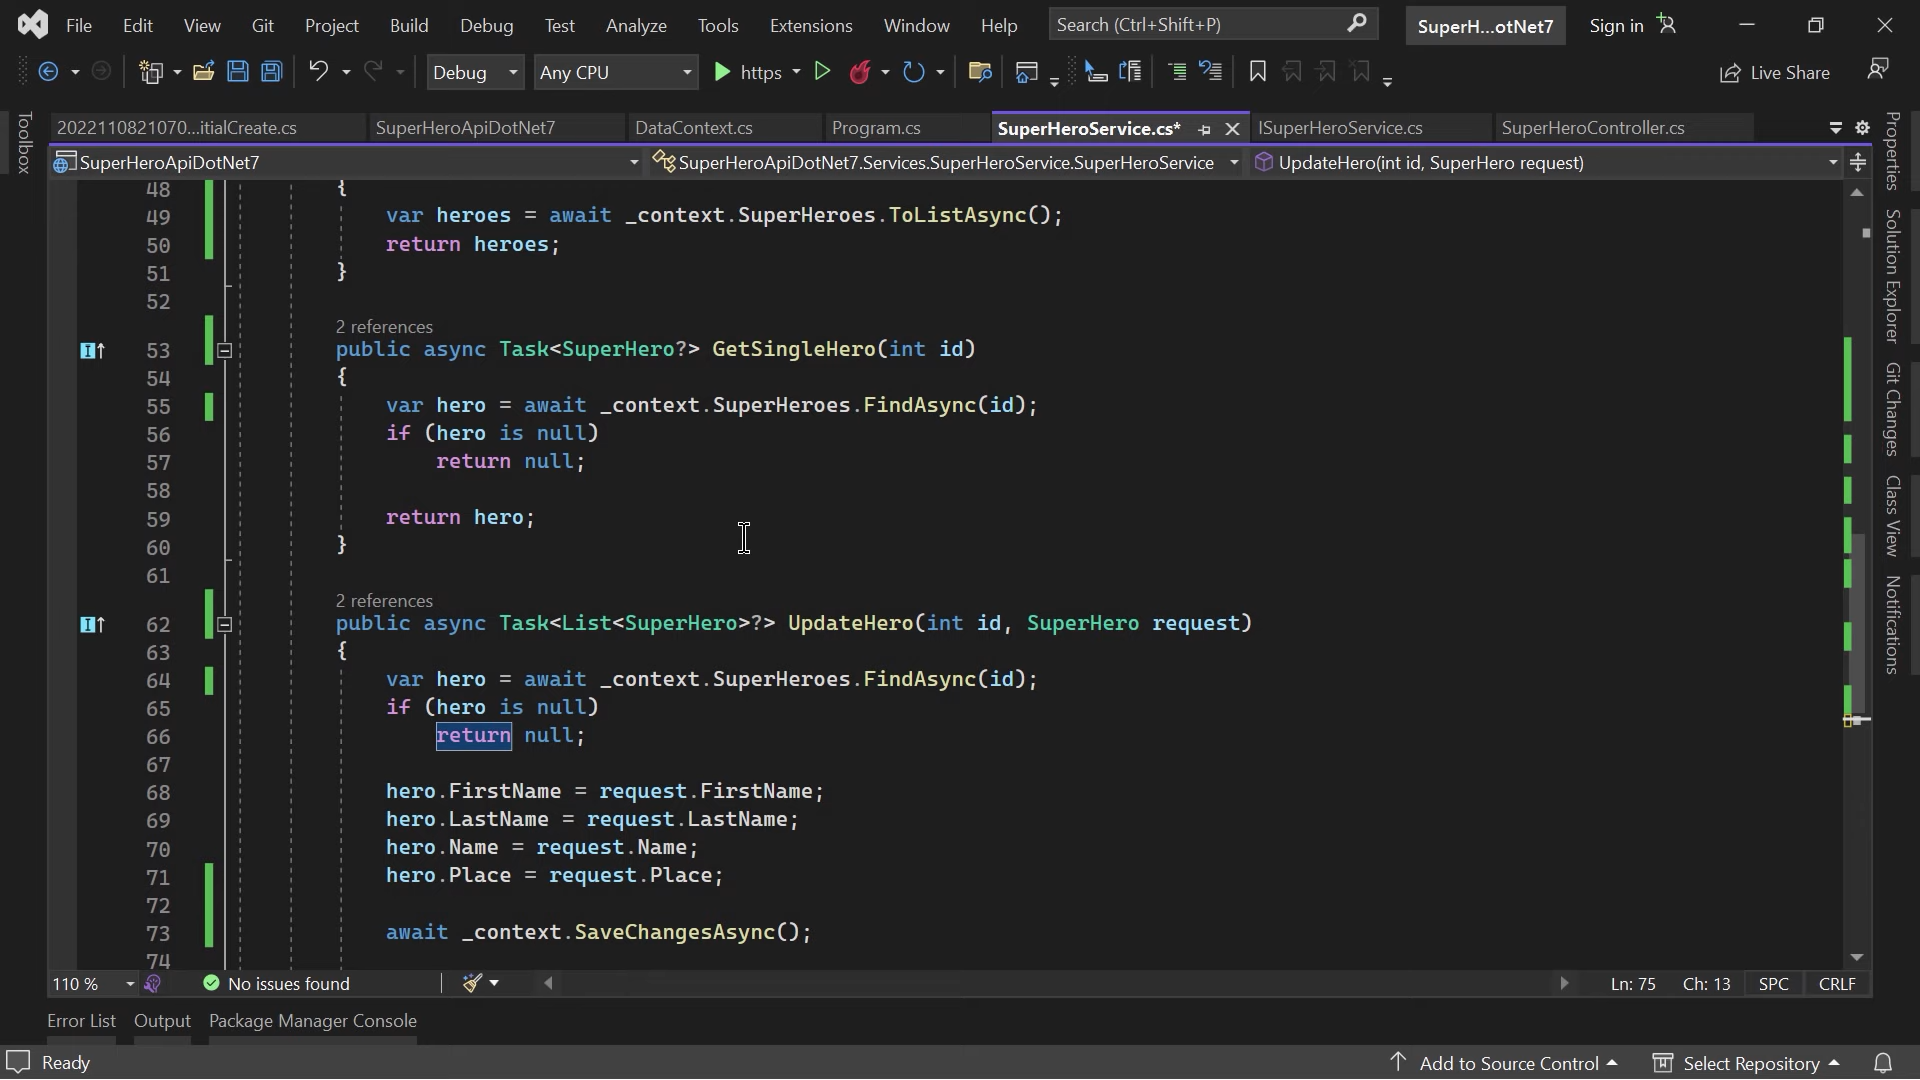 File Edit View Git Project Build Debug Test Analyze Tools Extensions Window Help Search (Ctrl+Shift+P) SuperH...otNet7 Sign in
Debug Any CPU https Live Share
2022110821070...itialCreate.cs SuperHeroApiDotNet7 DataContext.cs Program.cs SuperHeroService.cs* ISuperHeroService.cs SuperHeroController.cs
SuperHeroApiDotNet7 SuperHeroApiDotNet7.Services.SuperHeroService.SuperHeroService UpdateHero(int id, SuperHero request)
Toolbox
48 {
49 var heroes = await _context.SuperHeroes.ToListAsync();
50 return heroes;
51 }
52
2 references
53 public async Task<SuperHero?> GetSingleHero(int id)
54 {
55 var hero = await _context.SuperHeroes.FindAsync(id);
56 if (hero is null)
57 return null;
58
59 return hero;
60 }
61
2 references
62 public async Task<List<SuperHero>?> UpdateHero(int id, SuperHero request)
63 {
64 var hero = await _context.SuperHeroes.FindAsync(id);
65 if (hero is null)
66 return null;
67
68 hero.FirstName = request.FirstName;
69 hero.LastName = request.LastName;
70 hero.Name = request.Name;
71 hero.Place = request.Place;
72
73 await _context.SaveChangesAsync();
74
Properties
Solution Explorer
Git Changes
Class View
Notifications
110 % No issues found Ln: 75 Ch: 13 SPC CRLF
Error List Output Package Manager Console
Ready Add to Source Control Select Repository